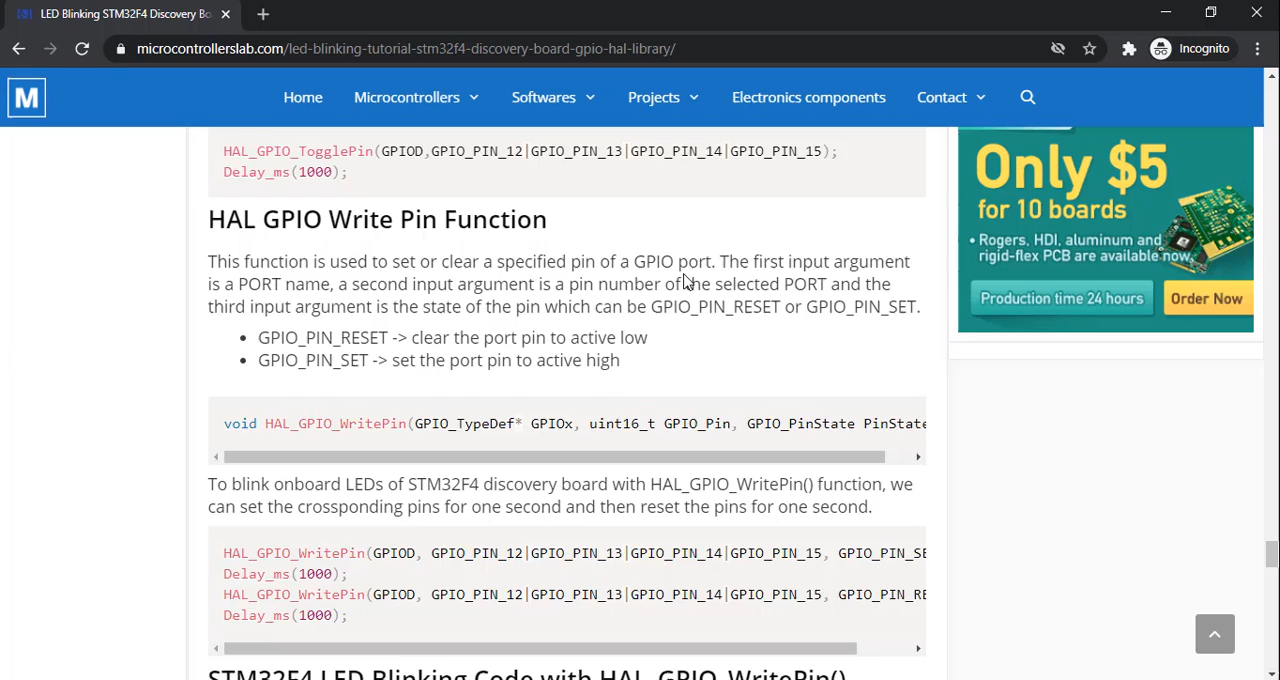 LED Blinking STM32F4 Discovery Bo
microcontrollerslab.com/led-blinking-tutorial-stm32f4-discovery-board-gpio-hal-library/
Incognito
M
Home
Microcontrollers
Softwares
Projects
Electronics components
Contact
HAL_GPIO_TogglePin(GPIOD,GPIO_PIN_12|GPIO_PIN_13|GPIO_PIN_14|GPIO_PIN_15);
Delay_ms(1000);
HAL GPIO Write Pin Function
This function is used to set or clear a specified pin of a GPIO port. The first input argument
is a PORT name, a second input argument is a pin number of the selected PORT and the
third input argument is the state of the pin which can be GPIO_PIN_RESET or GPIO_PIN_SET.
• GPIO_PIN_RESET -> clear the port pin to active low
• GPIO_PIN_SET -> set the port pin to active high
void HAL_GPIO_WritePin(GPIO_TypeDef* GPIOx, uint16_t GPIO_Pin, GPIO_PinState PinState
To blink onboard LEDs of STM32F4 discovery board with HAL_GPIO_WritePin() function, we
can set the crossponding pins for one second and then reset the pins for one second.
HAL_GPIO_WritePin(GPIOD, GPIO_PIN_12|GPIO_PIN_13|GPIO_PIN_14|GPIO_PIN_15, GPIO_PIN_SE
Delay_ms(1000);
HAL_GPIO_WritePin(GPIOD, GPIO_PIN_12|GPIO_PIN_13|GPIO_PIN_14|GPIO_PIN_15, GPIO_PIN_RE
Delay_ms(1000);
STM32F4 LED Blinking Code with HAL_GPIO_WritePin()
Only $5
for 10 boards
• Rogers, HDI, aluminum and
rigid-flex PCB are available now.
Production time 24 hours
Order Now